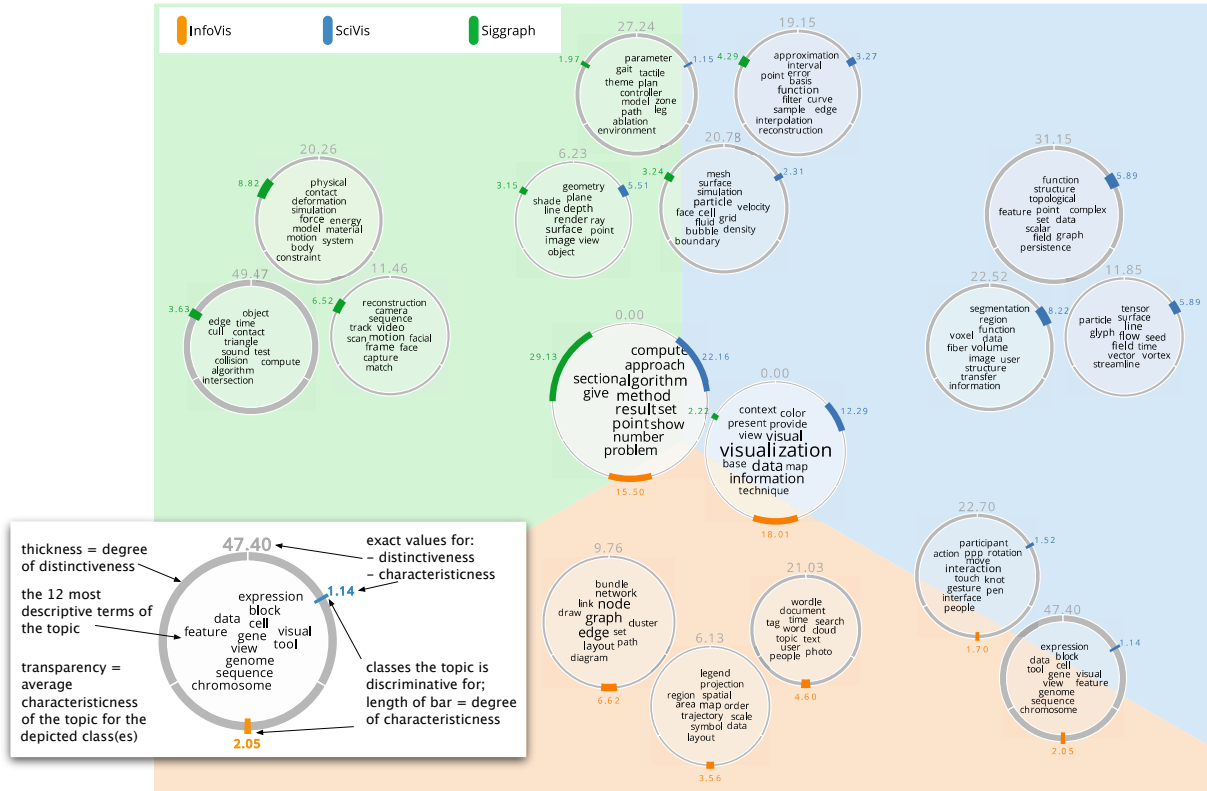 InfoVis
SciVis
Siggraph
27.24
1.97
1.15
parameter
gait tactile
theme plan
controller
model zone
path leg
ablation
environment
19.15
4.29
3.27
approximation
interval
point error
basis
function
filter curve
sample edge
interpolation
reconstruction
20.26
8.82
physical
contact
deformation
simulation
force energy
model material
motion system
body
constraint
6.23
3.15
5.51
geometry
plane
shade
line depth
render ray
surface point
image view
object
20.78
3.24
2.31
mesh
surface
simulation
particle
face cell velocity
fluid grid
bubble density
boundary
31.15
5.89
function
structure
topological
feature point complex
set data
scalar
field graph
persistence
49.47
3.63
object
edge time
cull contact
triangle
sound test
collision compute
algorithm
intersection
11.46
6.52
reconstruction
camera
sequence
track video
scan motion facial
frame face
capture
match
22.52
8.22
segmentation
region
function
voxel data
fiber volume
image user
structure
transfer
information
11.85
5.89
tensor
particle surface
line
glyph flow seed
field time
vector vortex
streamline
0.00
29.13
22.16
compute
approach
section algorithm
give method
result set
point show
number
problem
15.50
0.00
2.22
12.29
context color
present provide
view visual
visualization
base data map
information
technique
18.01
47.40
1.14
expression
block
data cell
feature gene visual
view tool
genome
sequence
chromosome
2.05
thickness = degree
of distinctiveness
the 12 most
descriptive terms of
the topic
transparency =
average
characteristicness
of the topic for the
depicted class(es)
exact values for:
– distinctiveness
– characteristicness
classes the topic is
discriminative for;
length of bar = degree
of characteristicness
9.76
bundle
network
link node
draw graph cluster
edge set
layout path
diagram
6.62
6.13
legend
projection
region spatial
area map order
trajectory scale
symbol data
layout
3.56
21.03
wordle
document
tag time search
word cloud
topic text
user photo
people
4.60
22.70
1.52
participant
action ppp rotation
move
interaction
touch knot
gesture pen
interface
people
1.70
47.40
1.14
expression
block
data cell
tool gene visual
view feature
genome
sequence
chromosome
2.05